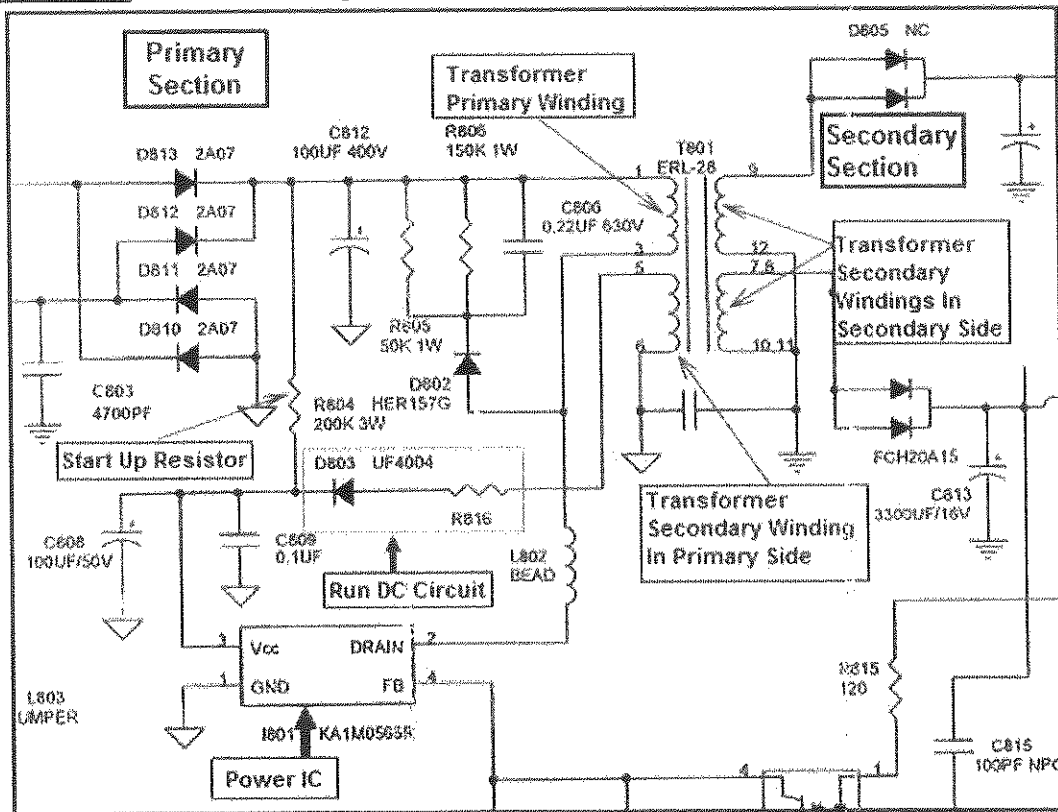 Primary
Section
Transformer
Primary Winding
D805 NC
Secondary
Section
C812
100UF 400V
R806
150K 1W
T801
ERL-28
D813 2A07
D812 2A07
D811 2A07
D810 2A07
1
3
5
6
9
12
7,8
10,11
C806
0.22UF 630V
Transformer
Secondary
Windings In
Secondary Side
R805
50K 1W
C803
4700PF
D802
HER157G
R804
200K 3W
Start Up Resistor
D803 UF4004
R816
FCH20A15
C813
3300UF/16V
Transformer
Secondary Winding
In Primary Side
C808
100UF/50V
C809
0.1UF
L802
BEAD
Run DC Circuit
3
Vcc
DRAIN
2
1
GND
FB
4
L803
UMPER
I801
KA1M0565R
Power IC
R815
120
C815
100PF NPO
4
1